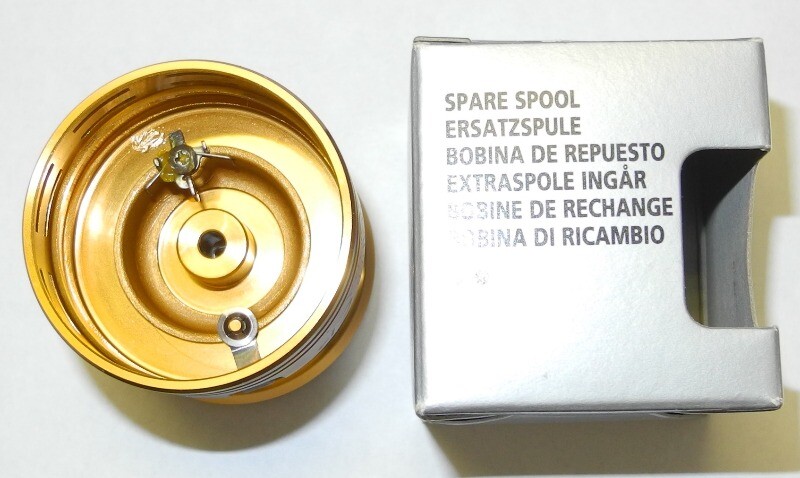 SPARE SPOOL
ERSATZSPULE
BOBINA DE REPUESTO
EXTRASPOLE INGÅR
BOBINE DE RECHANGE
BOBINA DI RICAMBIO